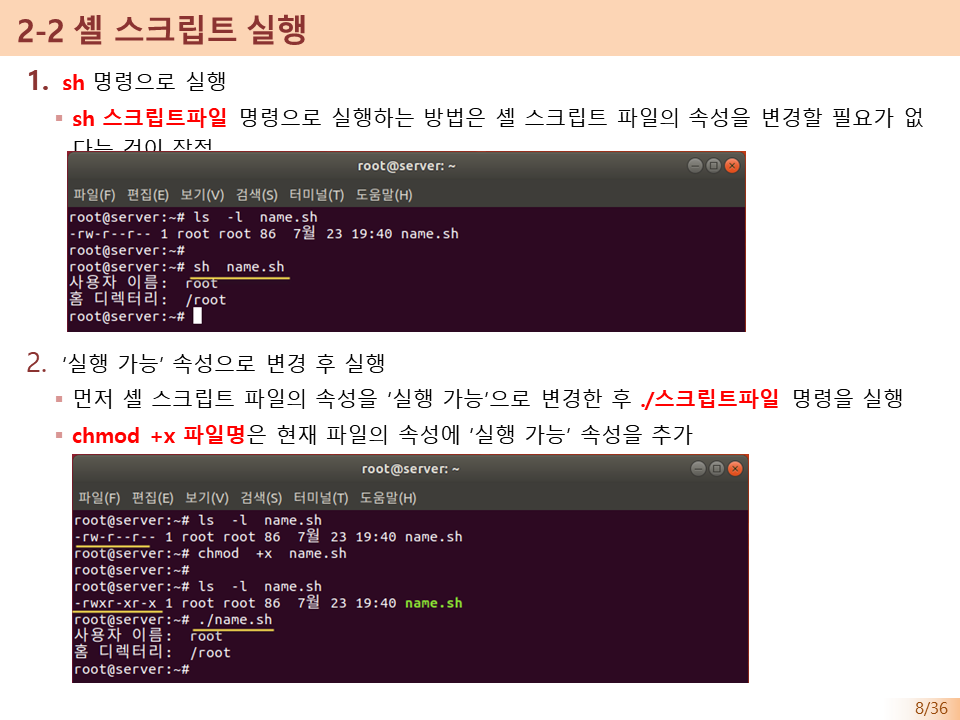 2-2 셸 스크립트 실행
1. sh 명령으로 실행
▪ sh 스크립트파일 명령으로 실행하는 방법은 셸 스크립트 파일의 속성을 변경할 필요가 없
다는 것이 장점
root@server: ~
파일(F) 편집(E) 보기(V) 검색(S) 터미널(T) 도움말(H)
root@server:~# ls -l name.sh
-rw-r--r-- 1 root root 86 7월 23 19:40 name.sh
root@server:~#
root@server:~# sh name.sh
사용자 이름: root
홈 디렉터리: /root
root@server:~#
2. ‘실행 가능’ 속성으로 변경 후 실행
▪ 먼저 셸 스크립트 파일의 속성을 ‘실행 가능’으로 변경한 후 ./스크립트파일 명령을 실행
▪ chmod +x 파일명은 현재 파일의 속성에 ‘실행 가능’ 속성을 추가
root@server: ~
파일(F) 편집(E) 보기(V) 검색(S) 터미널(T) 도움말(H)
root@server:~# ls -l name.sh
-rw-r--r-- 1 root root 86 7월 23 19:40 name.sh
root@server:~# chmod +x name.sh
root@server:~#
root@server:~# ls -l name.sh
-rwxr-xr-x 1 root root 86 7월 23 19:40 name.sh
root@server:~# ./name.sh
사용자 이름: root
홈 디렉터리: /root
root@server:~#
8/36